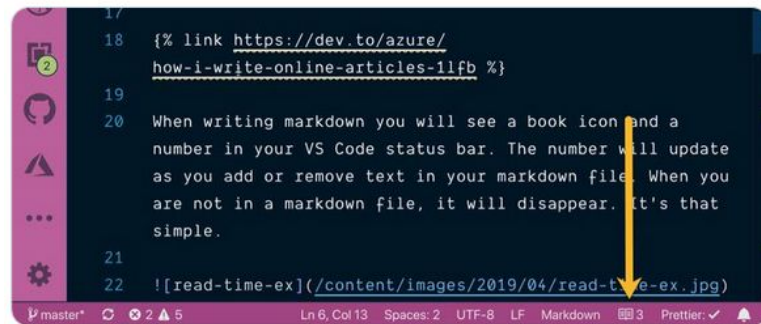 17
2
18 {% link https://dev.to/azure/
how-i-write-online-articles-1lfb %}
19
20 When writing markdown you will see a book icon and a
number in your VS Code status bar. The number will update
as you add or remove text in your markdown file. When you
are not in a markdown file, it will disappear. It's that
simple.
21
22 ![read-time-ex](/content/images/2019/04/read-time-ex.jpg)
master* 2 5 Ln 6, Col 13 Spaces: 2 UTF-8 LF Markdown 3 Prettier: ✓